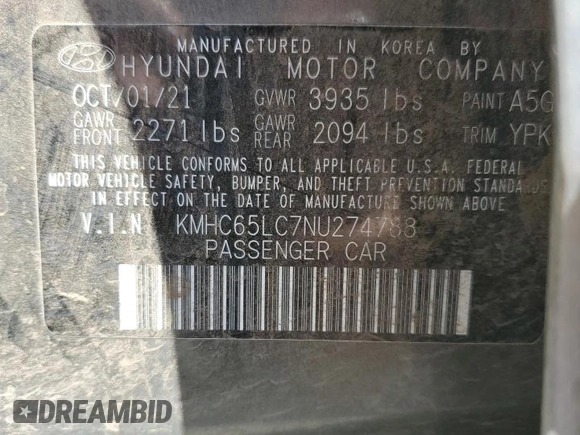 MANUFACTURED IN KOREA BY
HYUNDAI MOTOR COMPANY
OCT/01/21 GVWR 3935 lbs PAINT A5G
GAWR FRONT 2271 lbs GAWR REAR 2094 lbs TRIM YPK
THIS VEHICLE CONFORMS TO ALL APPLICABLE U.S.A. FEDERAL
MOTOR VEHICLE SAFETY, BUMPER, AND THEFT PREVENTION STANDARDS
IN EFFECT ON THE DATE OF MANUFACTURE SHOWN ABOVE.
V.I.N KMHC65LC7NU274783
PASSENGER CAR
DREAMBID